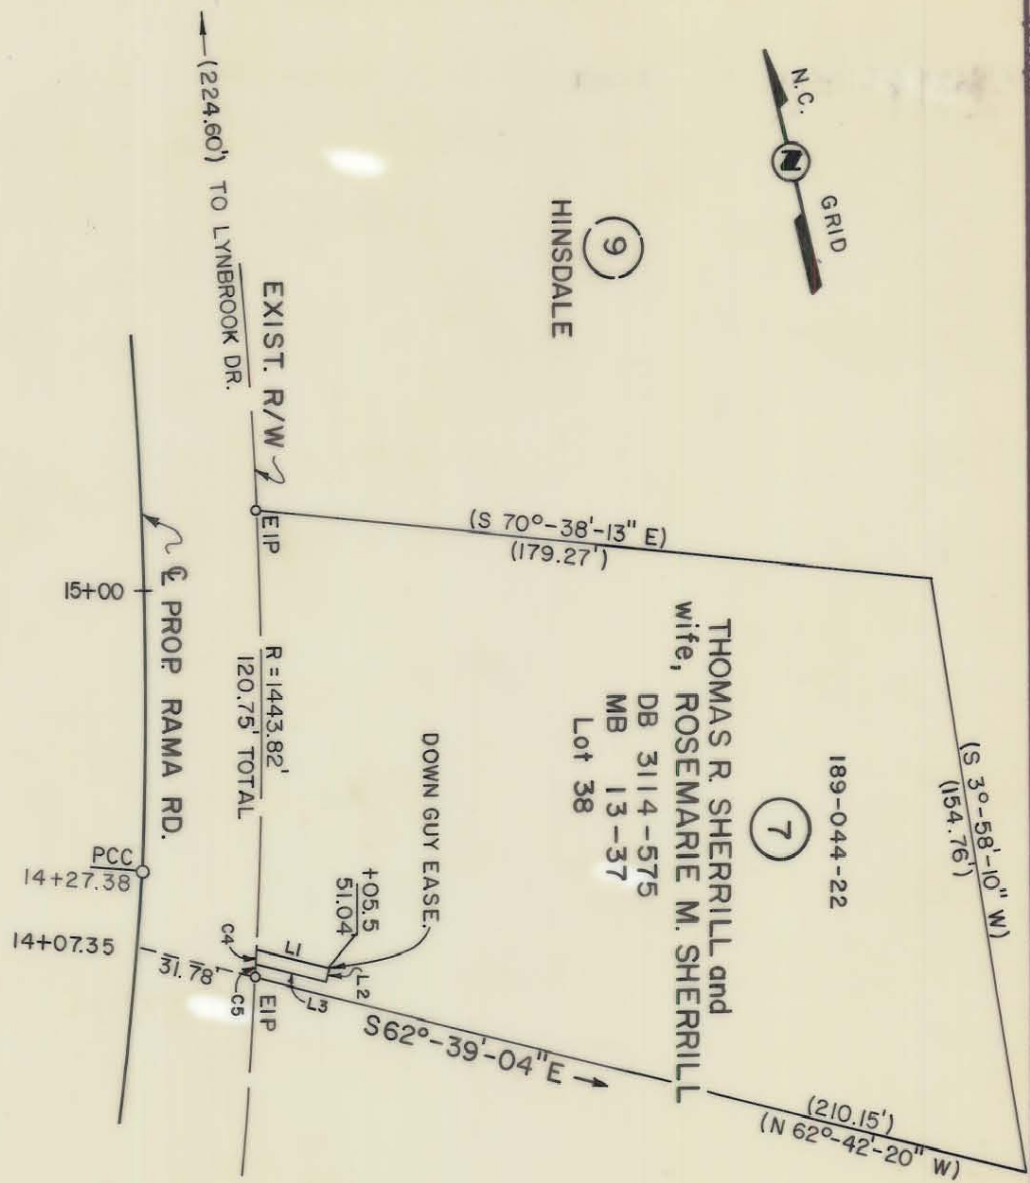 N.C.
N
GRID
9
HINSDALE
(224.60') TO LYNBROOK DR.
EXIST. R/W
EIP
(S 70°-38'-13" E)
(179.27')
(S 3°-58'-10" W)
(154.76')
189-044-22
7
THOMAS R. SHERRILL and
wife, ROSEMARIE M. SHERRILL
DB 3114-575
MB 13-37
Lot 38
℄ PROP. RAMA RD.
15+00
R=1443.82'
120.75' TOTAL
DOWN GUY EASE.
+05.5
51.04
PCC
14+27.38
14+07.35
31.78'
C4
C5
L1
L2
L3
EIP
S62°-39'-04"E
(210.15')
(N 62°-42'-20" W)